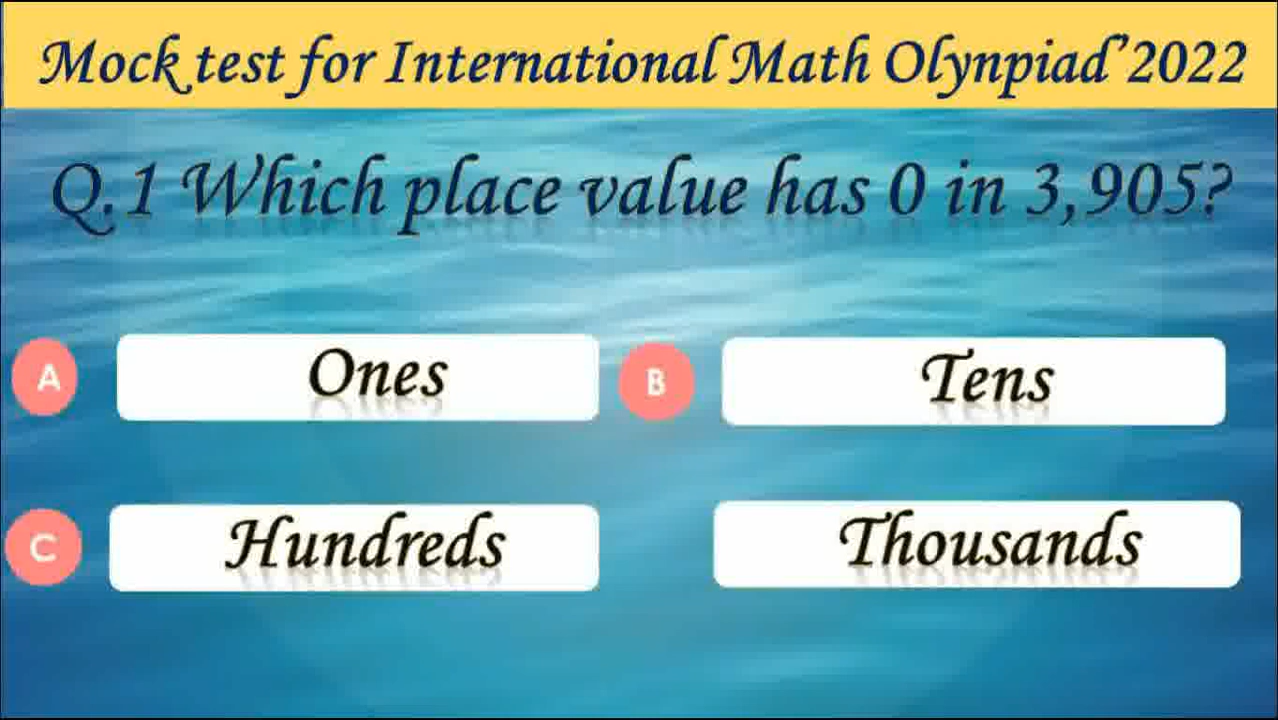 Mock test for International Math Olynpiad'2022
Q.1 Which place value has 0 in 3,905?
A Ones B Tens
C Hundreds Thousands